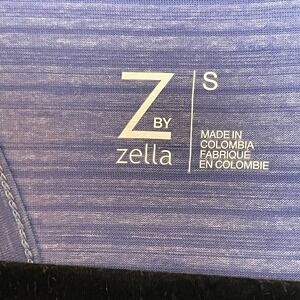 Z BY
zella
S
MADE IN
COLOMBIA
FABRIQUÉ
EN COLOMBIE